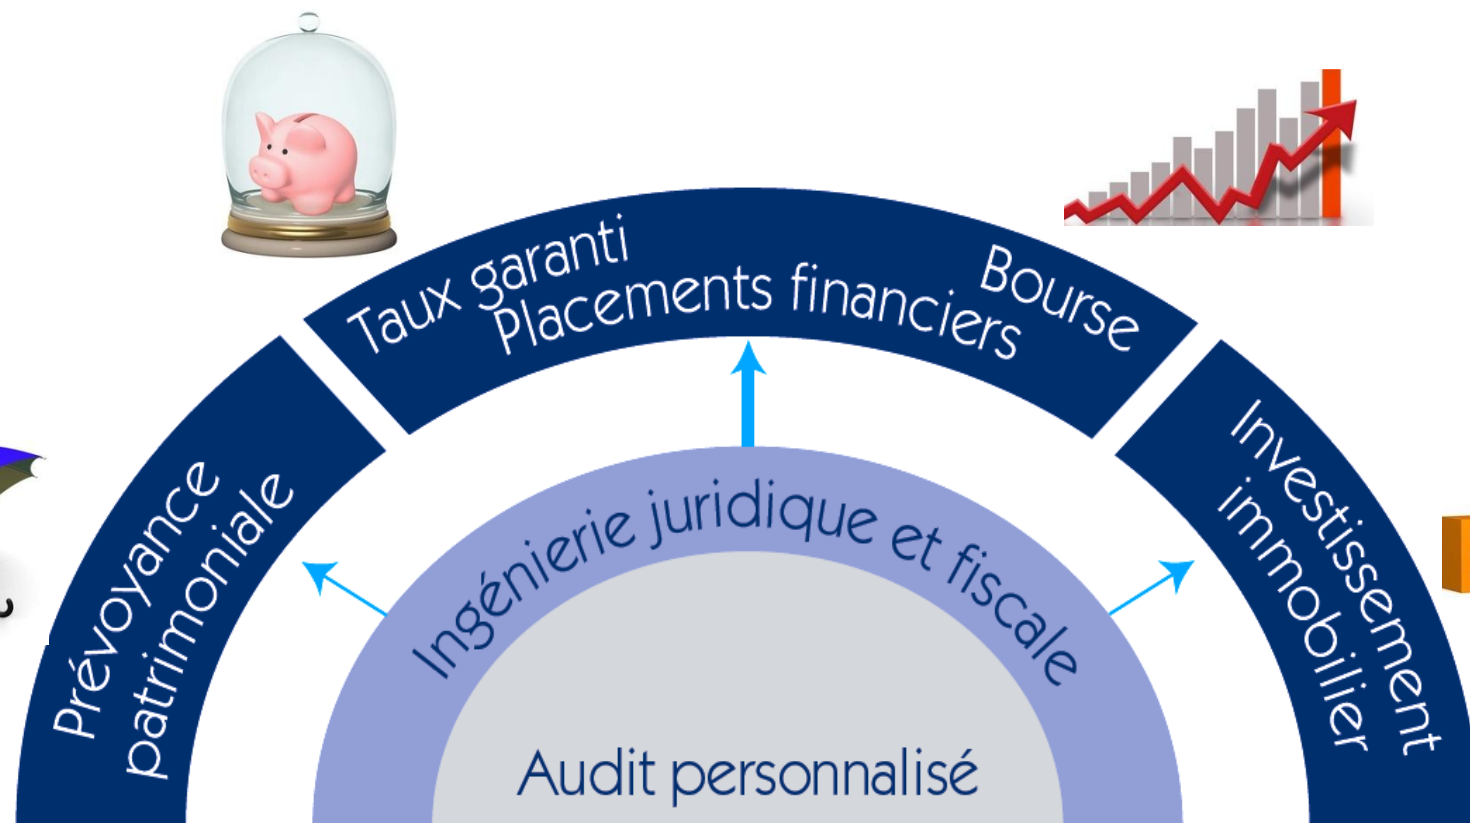 Taux garanti
Bourse
Placements financiers
Prévoyance
patrimoniale
Investissement
immobilier
Ingénierie juridique et fiscale
Audit personnalisé